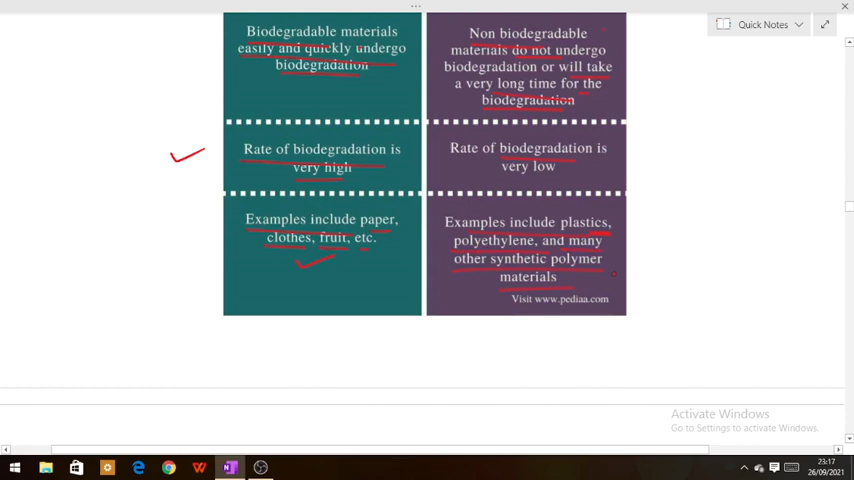 Quick Notes
Biodegradable materials
easily and quickly undergo
biodegradation
Non biodegradable
materials do not undergo
biodegradation or will take
a very long time for the
biodegradation
Rate of biodegradation is
very high
Rate of biodegradation is
very low
Examples include paper,
clothes, fruit, etc.
Examples include plastics,
polyethylene, and many
other synthetic polymer
materials
Visit www.pediaa.com
Activate Windows
Go to Settings to activate Windows.
23:17
26/09/2021